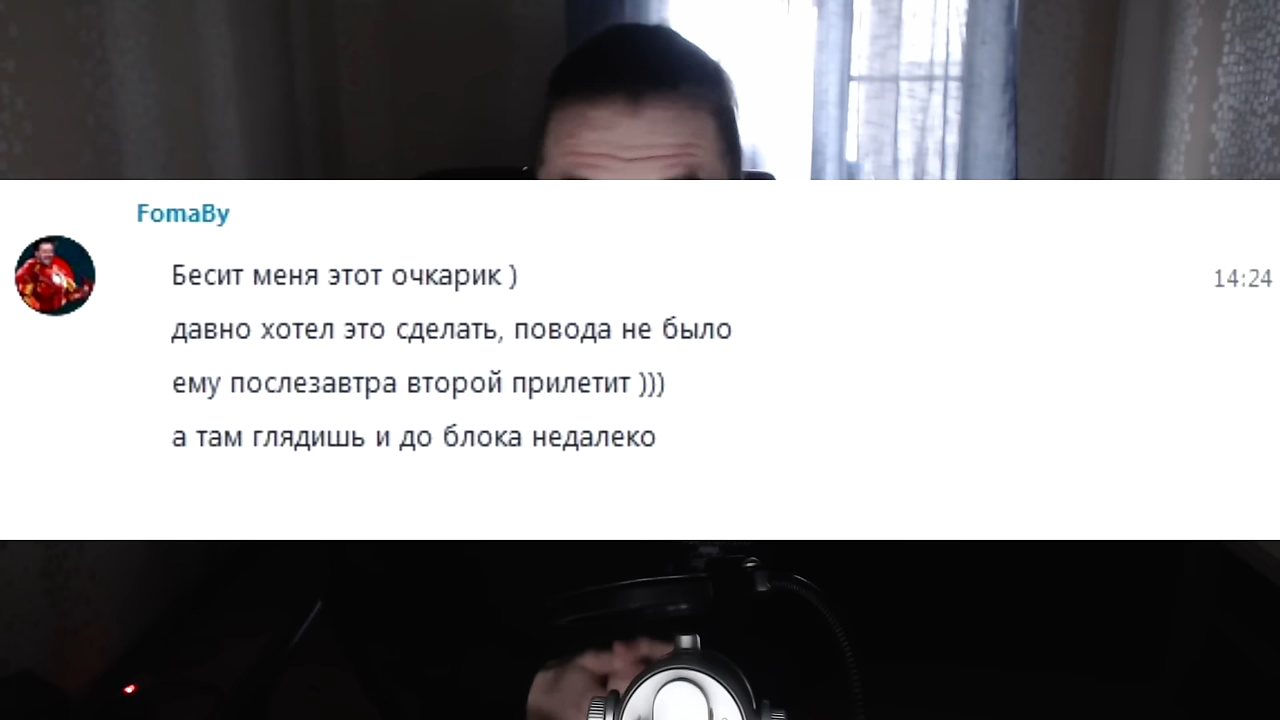 FomaBy
Бесит меня этот очкарик )
14:24
давно хотел это сделать, повода не было
ему послезавтра второй прилетит )))
а там глядишь и до блока недалеко